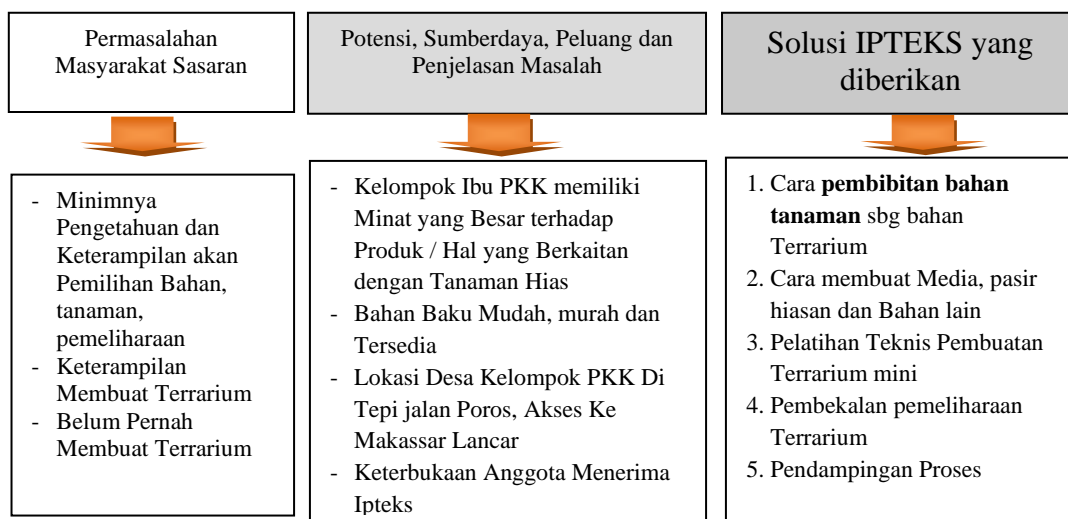 Permasalahan
Masyarakat Sasaran
Potensi, Sumberdaya, Peluang dan
Penjelasan Masalah
Solusi IPTEKS yang
diberikan
- Minimnya
Pengetahuan dan
Keterampilan akan
Pemilihan Bahan,
tanaman,
pemeliharaan
- Keterampilan
Membuat Terrarium
- Belum Pernah
Membuat Terrarium
- Kelompok Ibu PKK memiliki
Minat yang Besar terhadap
Produk / Hal yang Berkaitan
dengan Tanaman Hias
- Bahan Baku Mudah, murah dan
Tersedia
- Lokasi Desa Kelompok PKK Di
Tepi jalan Poros, Akses Ke
Makassar Lancar
- Keterbukaan Anggota Menerima
Ipteks
1. Cara pembibitan bahan
tanaman sbg bahan
Terrarium
2. Cara membuat Media, pasir
hiasan dan Bahan lain
3. Pelatihan Teknis Pembuatan
Terrarium mini
4. Pembekalan pemeliharaan
Terrarium
5. Pendampingan Proses